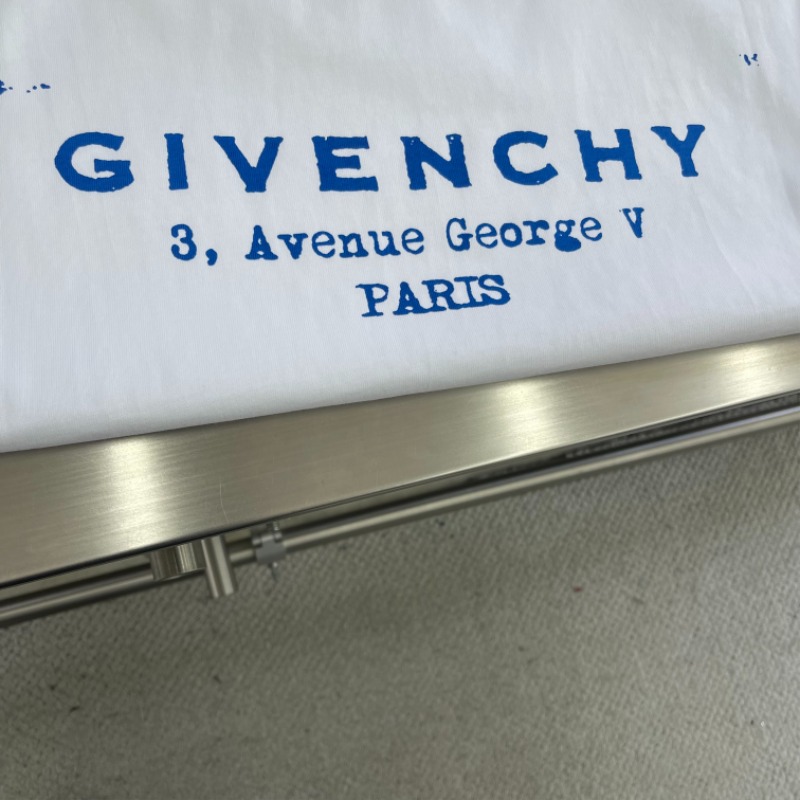 GIVENCHY
3, Avenue George V
PARIS